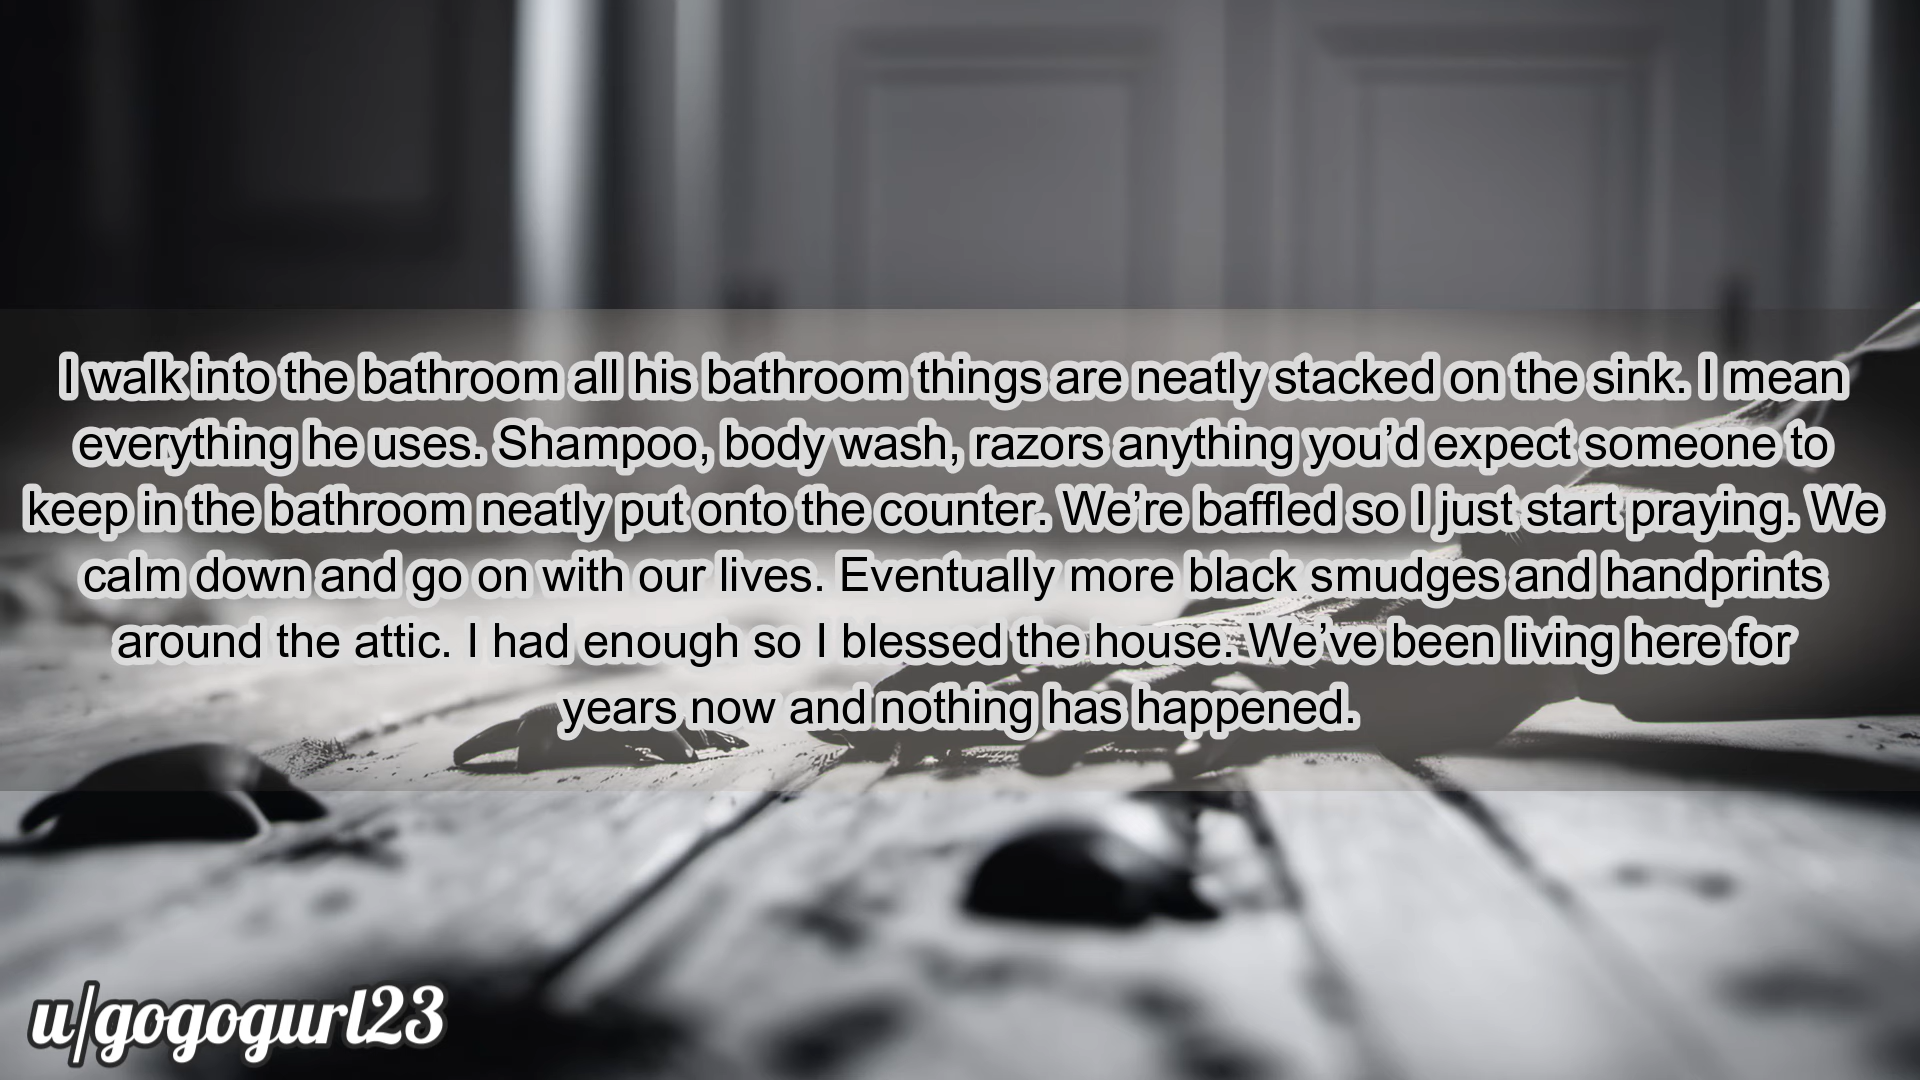 I walk into the bathroom all his bathroom things are neatly stacked on the sink. I mean
everything he uses. Shampoo, body wash, razors anything you’d expect someone to
keep in the bathroom neatly put onto the counter. We’re baffled so I just start praying. We
calm down and go on with our lives. Eventually more black smudges and handprints
around the attic. I had enough so I blessed the house. We’ve been living here for
years now and nothing has happened.
u/gogogurl23